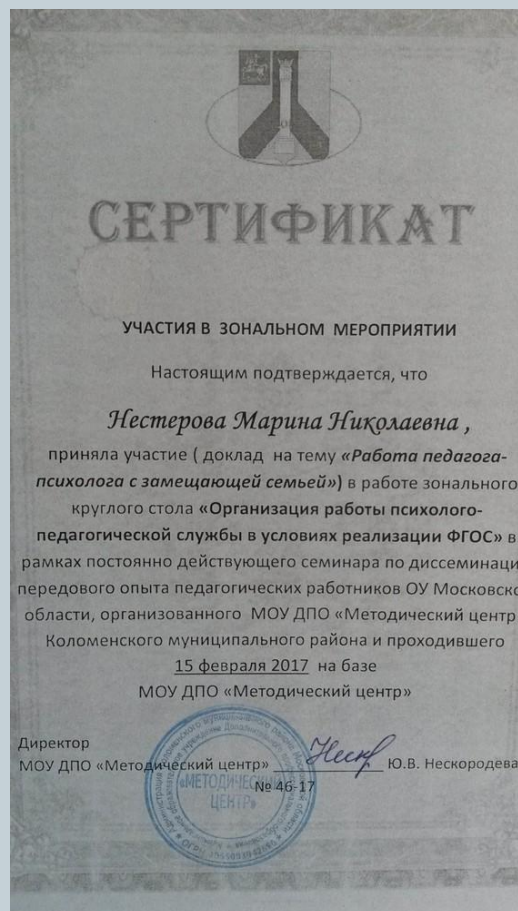 СЕРТИФИКАТ
УЧАСТИЯ В ЗОНАЛЬНОМ МЕРОПРИЯТИИ
Настоящим подтверждается, что
Нестерова Марина Николаевна ,
приняла участие ( доклад на тему «Работа педагога-
психолога с замещающей семьей») в работе зонального
круглого стола «Организация работы психолого-
педагогической службы в условиях реализации ФГОС» в
рамках постоянно действующего семинара по диссеминаци
передового опыта педагогических работников ОУ Московско
области, организованного МОУ ДПО «Методический центр
Коломенского муниципального района и проходившего
15 февраля 2017 на базе
МОУ ДПО «Методический центр»
Директор
МОУ ДПО «Методический центр» Ю.В. Нескородева
№ 46-17
«МЕТОДИЧЕСКИЙ
ЦЕНТР»